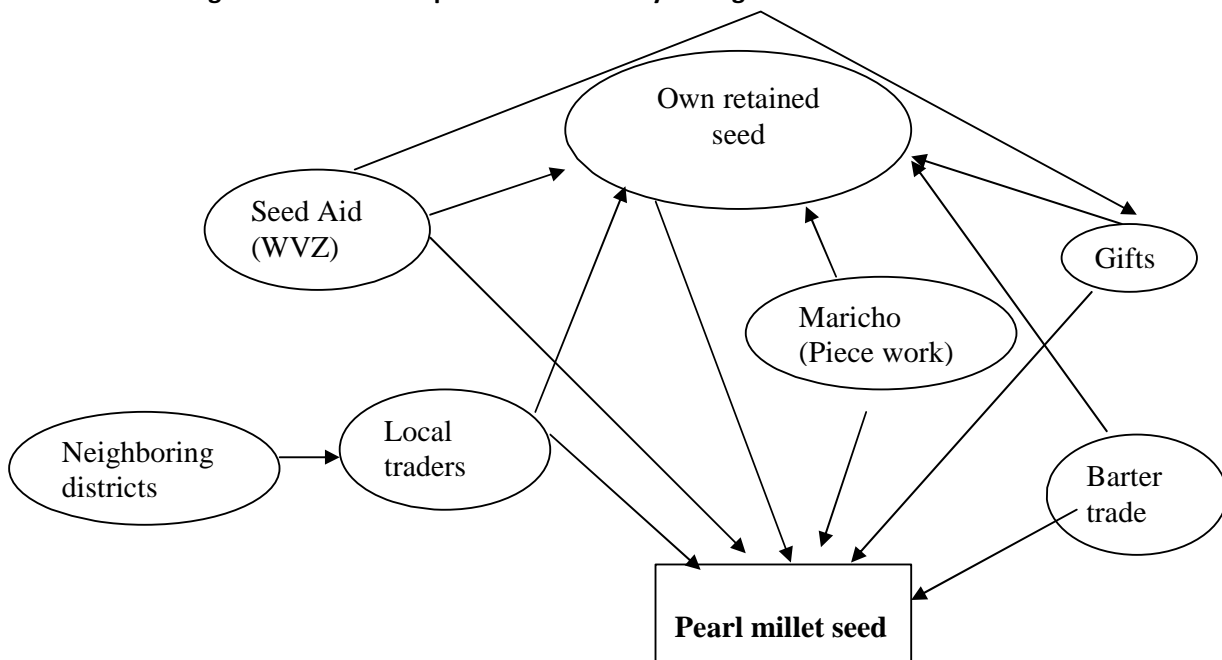 Own retained
seed
Seed Aid
(WVZ)
Gifts
Maricho
(Piece work)
Local
traders
Neighboring
districts
Barter
trade
Pearl millet seed